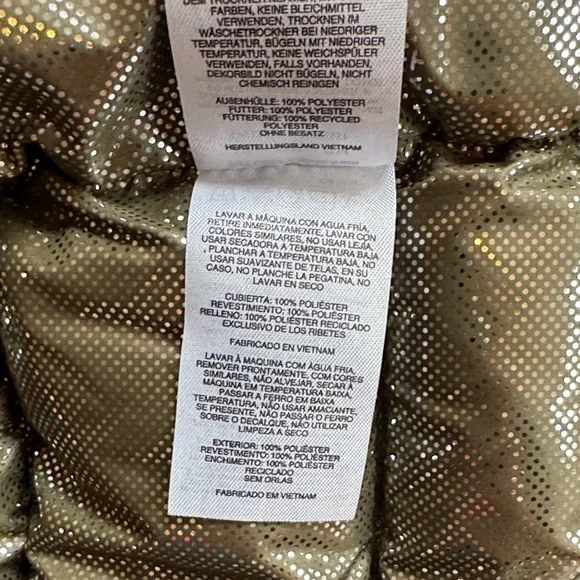 DEM TROCKNER
FARBEN, KEINE BLEICHMITTEL
VERWENDEN, TROCKNEN IM
WÄSCHETROCKNER BEI NIEDRIGER
TEMPERATUR, BÜGELN MIT NIEDRIGER
TEMPERATUR, KEINE WEICHSPÜLER
VERWENDEN, FALLS VORHANDEN,
DEKORBILD NICHT BÜGELN, NICHT
CHEMISCH REINIGEN
AUßENHÜLLE: 100% POLYESTER
FUTTER: 100% POLYESTER
FÜTTERUNG: 100% RECYCLED
POLYESTER
OHNE BESATZ
HERSTELLUNGSLAND VIETNAM
LAVAR A MÁQUINA CON AGUA FRÍA,
RETIRE INMEDIATAMENTE, LAVAR CON
COLORES SIMILARES, NO USAR LEJÍA,
USAR SECADORA A TEMPERATURA BAJA
, PLANCHAR A TEMPERATURA BAJA, NO
USAR SUAVIZANTE DE TELAS, EN SU
CASO, NO PLANCHE LA PEGATINA, NO
LAVAR EN SECO
CUBIERTA: 100% POLIÉSTER
REVESTIMIENTO: 100% POLIÉSTER
RELLENO: 100% POLIÉSTER RECICLADO
EXCLUSIVO DE LOS RIBETES
FABRICADO EN VIETNAM
LAVAR À MAQUINA COM ÁGUA FRIA,
REMOVER PRONTAMENTE, COM CORES
SIMILARES, NÃO ALVEJAR, SECAR À
MÁQUINA EM TEMPERATURA BAIXA,
PASSAR A FERRO EM BAIXA
TEMPERATURA, NÃO USAR AMACIANTE,
SE PRESENTE, NÃO PASSAR O FERRO
SOBRE O DECALQUE, NÃO UTILIZAR
LIMPEZA A SECO
EXTERIOR: 100% POLIÉSTER
REVESTIMENTO: 100% POLIÉSTER
ENCHIMENTO: 100% POLIÉSTER
RECICLADO
SEM ORLAS
FABRICADO EM VIETNAM